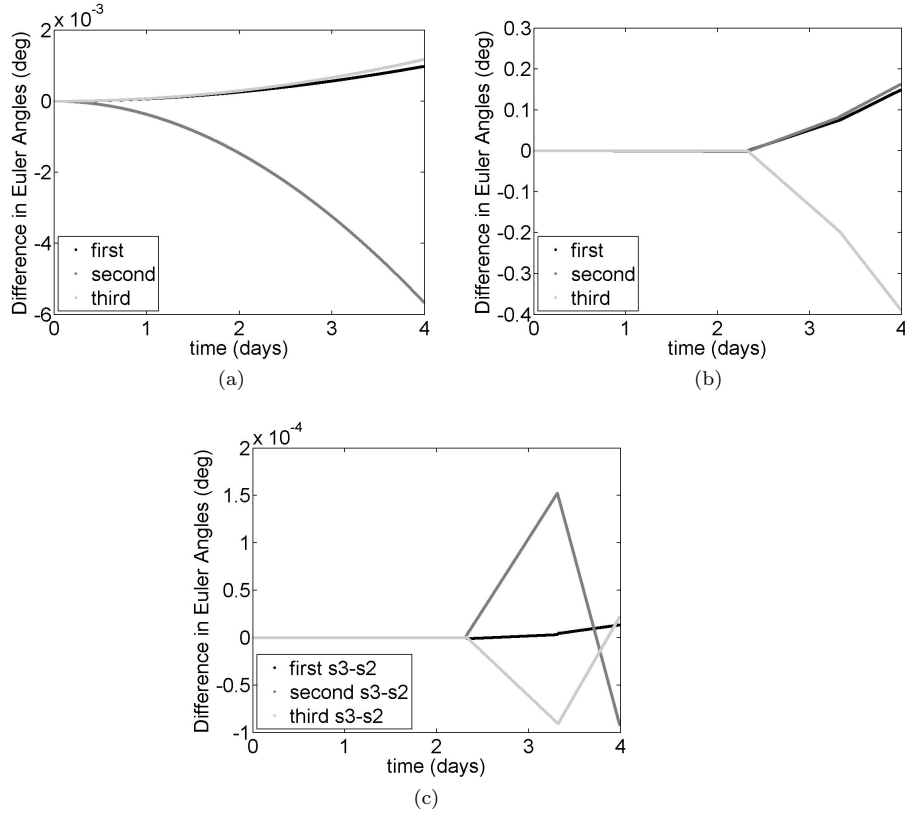 2 x 10^-3
0
-2
-4
-6
Difference in Euler Angles (deg)
first
second
third
0 1 2 3 4
time (days)
(a)
0.3
0.2
0.1
0
-0.1
-0.2
-0.3
-0.4
Difference in Euler Angles (deg)
first
second
third
0 1 2 3 4
time (days)
(b)
2 x 10^-4
1.5
1
0.5
0
-0.5
-1
Difference in Euler Angles (deg)
first s3-s2
second s3-s2
third s3-s2
0 1 2 3 4
time (days)
(c)